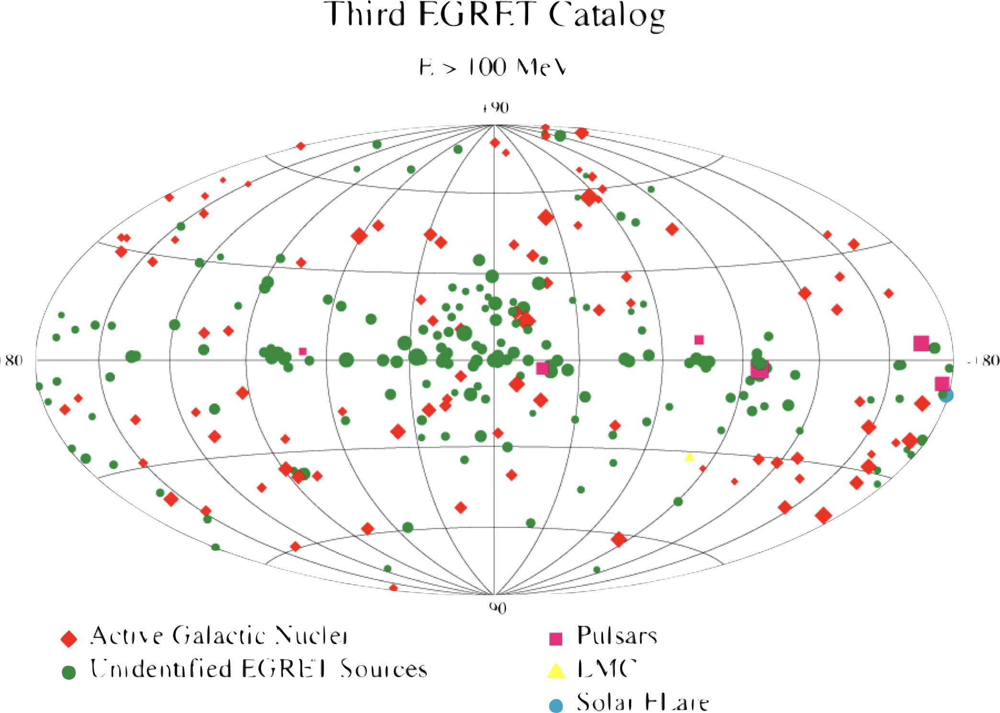 Third EGRET Catalog
E > 100 MeV
+90
180
-180
-90
Active Galactic Nuclei
Pulsars
Unidentified EGRET Sources
LMC
Solar FLare